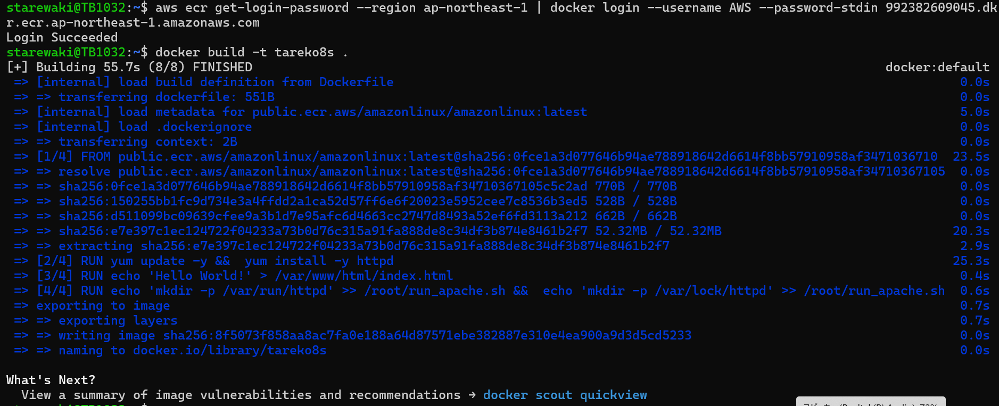 starewaki@TB1032:~$ aws ecr get-login-password --region ap-northeast-1 | docker login --username AWS --password-stdin 992382609045.dk
r.ecr.ap-northeast-1.amazonaws.com
Login Succeeded
starewaki@TB1032:~$ docker build -t tareko8s .
[+] Building 55.7s (8/8) FINISHED docker:default
=> [internal] load build definition from Dockerfile 0.0s
=> => transferring dockerfile: 551B 0.0s
=> [internal] load metadata for public.ecr.aws/amazonlinux/amazonlinux:latest 5.0s
=> [internal] load .dockerignore 0.0s
=> => transferring context: 2B 0.0s
=> [1/4] FROM public.ecr.aws/amazonlinux/amazonlinux:latest@sha256:0fce1a3d077646b94ae788918642d6614f8bb57910958af3471036710 23.5s
=> => resolve public.ecr.aws/amazonlinux/amazonlinux:latest@sha256:0fce1a3d077646b94ae788918642d6614f8bb57910958af34710367105 0.0s
=> => sha256:0fce1a3d077646b94ae788918642d6614f8bb57910958af34710367105c5c2ad 770B / 770B 0.0s
=> => sha256:150255bb1fc9d734e3a4ffdd2a1ca52d57ff6e6f20023e5952cee7c8536b3ed5 528B / 528B 0.0s
=> => sha256:d511099bc09639cfee9a3b1d7e95afc6d4663cc2747d8493a52ef6fd3113a212 662B / 662B 0.0s
=> => sha256:e7e397c1ec124722f04233a73b0d76c315a91fa888de8c34df3b874e8461b2f7 52.32MB / 52.32MB 20.3s
=> => extracting sha256:e7e397c1ec124722f04233a73b0d76c315a91fa888de8c34df3b874e8461b2f7 2.9s
=> [2/4] RUN yum update -y &&  yum install -y httpd 25.3s
=> [3/4] RUN echo 'Hello World!' > /var/www/html/index.html 0.4s
=> [4/4] RUN echo 'mkdir -p /var/run/httpd' >> /root/run_apache.sh &&  echo 'mkdir -p /var/lock/httpd' >> /root/run_apache.sh 0.6s
=> exporting to image 0.7s
=> => exporting layers 0.7s
=> => writing image sha256:8f5073f858aa8ac7fa0e188a64d87571ebe382887e310e4ea900a9d3d5cd5233 0.0s
=> => naming to docker.io/library/tareko8s 0.0s
What's Next?
View a summary of image vulnerabilities and recommendations → docker scout quickview